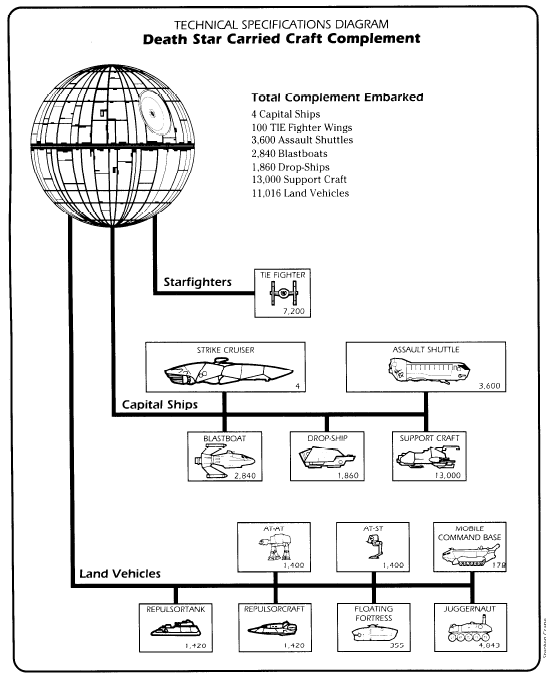 TECHNICAL SPECIFICATIONS DIAGRAM
Death Star Carried Craft Complement
Total Complement Embarked
4 Capital Ships
100 TIE Fighter Wings
3,600 Assault Shuttles
2,840 Blastboats
1,860 Drop-Ships
13,000 Support Craft
11,016 Land Vehicles
Starfighters
TIE FIGHTER
7,200
STRIKE CRUISER
4
ASSAULT SHUTTLE
3,600
Capital Ships
BLASTBOAT
2,840
DROP-SHIP
1,860
SUPPORT CRAFT
13,000
AT-AT
1,400
AT-ST
1,400
MOBILE
COMMAND BASE
178
Land Vehicles
REPULSORTANK
1,420
REPULSORCRAFT
1,420
FLOATING
FORTRESS
355
JUGGERNAUT
4,843